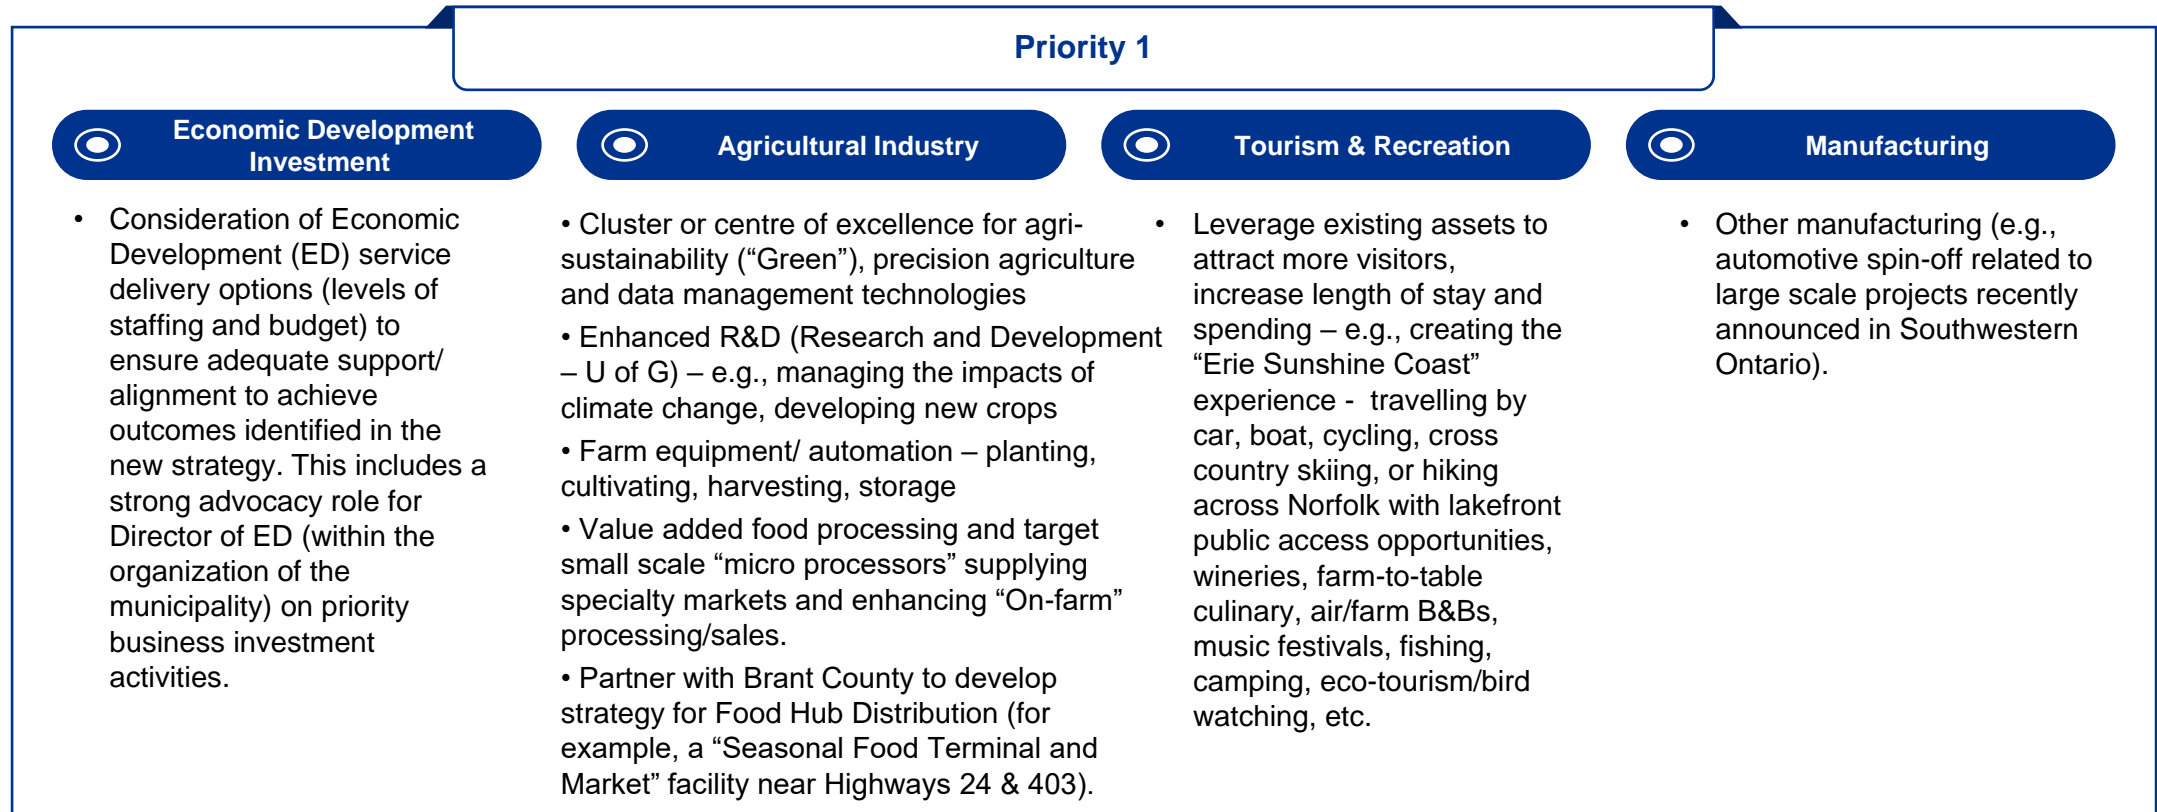 Priority 1
Economic Development
Investment
• Consideration of Economic
Development (ED) service
delivery options (levels of
staffing and budget) to
ensure adequate support/
alignment to achieve
outcomes identified in the
new strategy. This includes a
strong advocacy role for
Director of ED (within the
organization of the
municipality) on priority
business investment
activities.
Agricultural Industry
• Cluster or centre of excellence for agri-
sustainability (“Green”), precision agriculture
and data management technologies
• Enhanced R&D (Research and Development
– U of G) – e.g., managing the impacts of
climate change, developing new crops
• Farm equipment/ automation – planting,
cultivating, harvesting, storage
• Value added food processing and target
small scale “micro processors” supplying
specialty markets and enhancing “On-farm”
processing/sales.
• Partner with Brant County to develop
strategy for Food Hub Distribution (for
example, a “Seasonal Food Terminal and
Market” facility near Highways 24 & 403).
Tourism & Recreation
• Leverage existing assets to
attract more visitors,
increase length of stay and
spending – e.g., creating the
“Erie Sunshine Coast”
experience - travelling by
car, boat, cycling, cross
country skiing, or hiking
across Norfolk with lakefront
public access opportunities,
wineries, farm-to-table
culinary, air/farm B&Bs,
music festivals, fishing,
camping, eco-tourism/bird
watching, etc.
Manufacturing
• Other manufacturing (e.g.,
automotive spin-off related to
large scale projects recently
announced in Southwestern
Ontario).